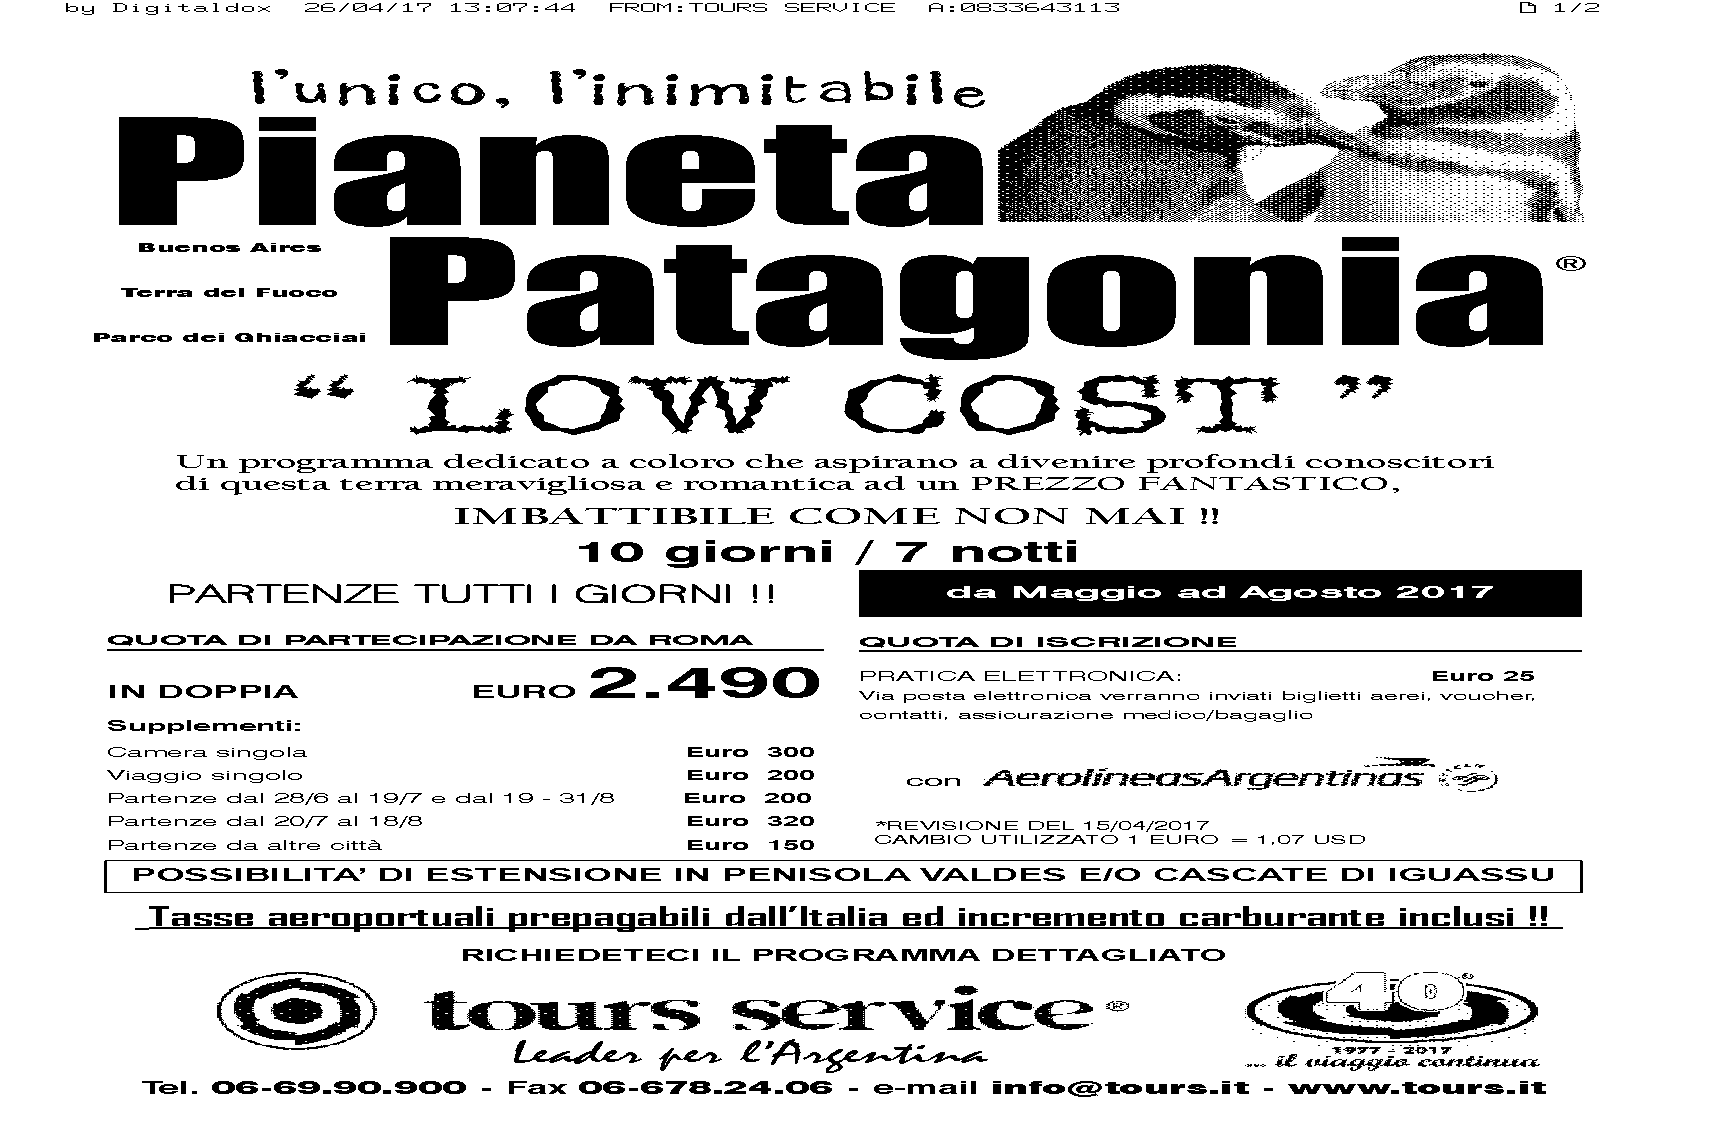 by Digitaldox 26/04/17 13:07:44 FROM:TOURS SERVICE A:0833643113 1/2
l'unico, l'inimitabile
Pianeta
Patagonia®
Buenos Aires
Terra del Fuoco
Parco dei Ghiacciai
“ LOW COST ”
Un programma dedicato a coloro che aspirano a divenire profondi conoscitori
di questa terra meravigliosa e romantica ad un PREZZO FANTASTICO,
IMBATTIBILE COME NON MAI !!
10 giorni / 7 notti
PARTENZE TUTTI I GIORNI !!
da Maggio ad Agosto 2017
QUOTA DI PARTECIPAZIONE DA ROMA
IN DOPPIA EURO 2.490
Supplementi:
Camera singola Euro 300
Viaggio singolo Euro 200
Partenze dal 28/6 al 19/7 e dal 19 - 31/8 Euro 200
Partenze dal 20/7 al 18/8 Euro 320
Partenze da altre città Euro 150
QUOTA DI ISCRIZIONE
PRATICA ELETTRONICA: Euro 25
Via posta elettronica verranno inviati biglietti aerei, voucher,
contatti, assicurazione medico/bagaglio
con AerolíneasArgentinas
*REVISIONE DEL 15/04/2017
CAMBIO UTILIZZATO 1 EURO = 1,07 USD
POSSIBILITA' DI ESTENSIONE IN PENISOLA VALDES E/O CASCATE DI IGUASSU
Tasse aeroportuali prepagabili dall'Italia ed incremento carburante inclusi !!
RICHIEDETECI IL PROGRAMMA DETTAGLIATO
tours service®
Leader per l'Argentina
40°
1977 - 2017
... il viaggio continua
Tel. 06-69.90.900 - Fax 06-678.24.06 - e-mail info@tours.it - www.tours.it